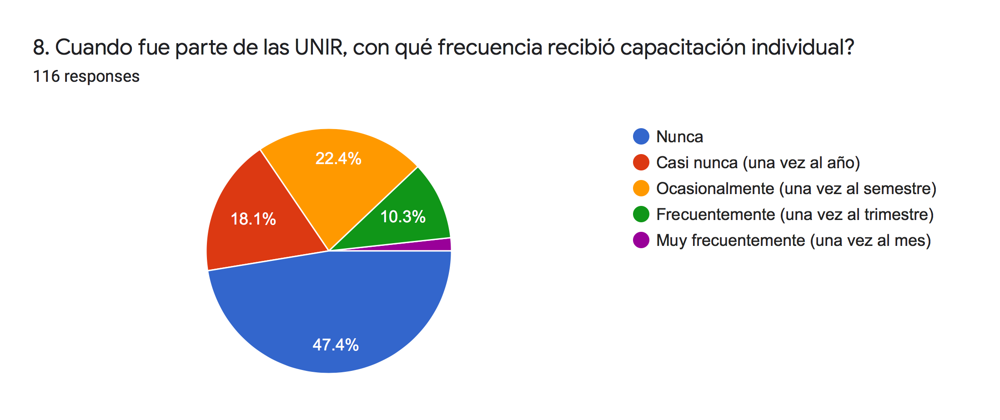 8. Cuando fue parte de las UNIR, con qué frecuencia recibió capacitación individual?
116 responses
22.4%
18.1%
10.3%
47.4%
Nunca
Casi nunca (una vez al año)
Ocasionalmente (una vez al semestre)
Frecuentemente (una vez al trimestre)
Muy frecuentemente (una vez al mes)